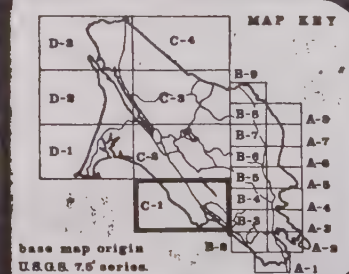 MAP KEY
D-3
C-4
D-2
C-3
B-9
B-8
A-9
B-7
A-7
D-1
C-2
B-6
A-6
B-5
A-5
C-1
B-4
A-4
B-3
A-3
B-2
A-2
A-1
base map origin
U.S.G.S. 7.5' series.